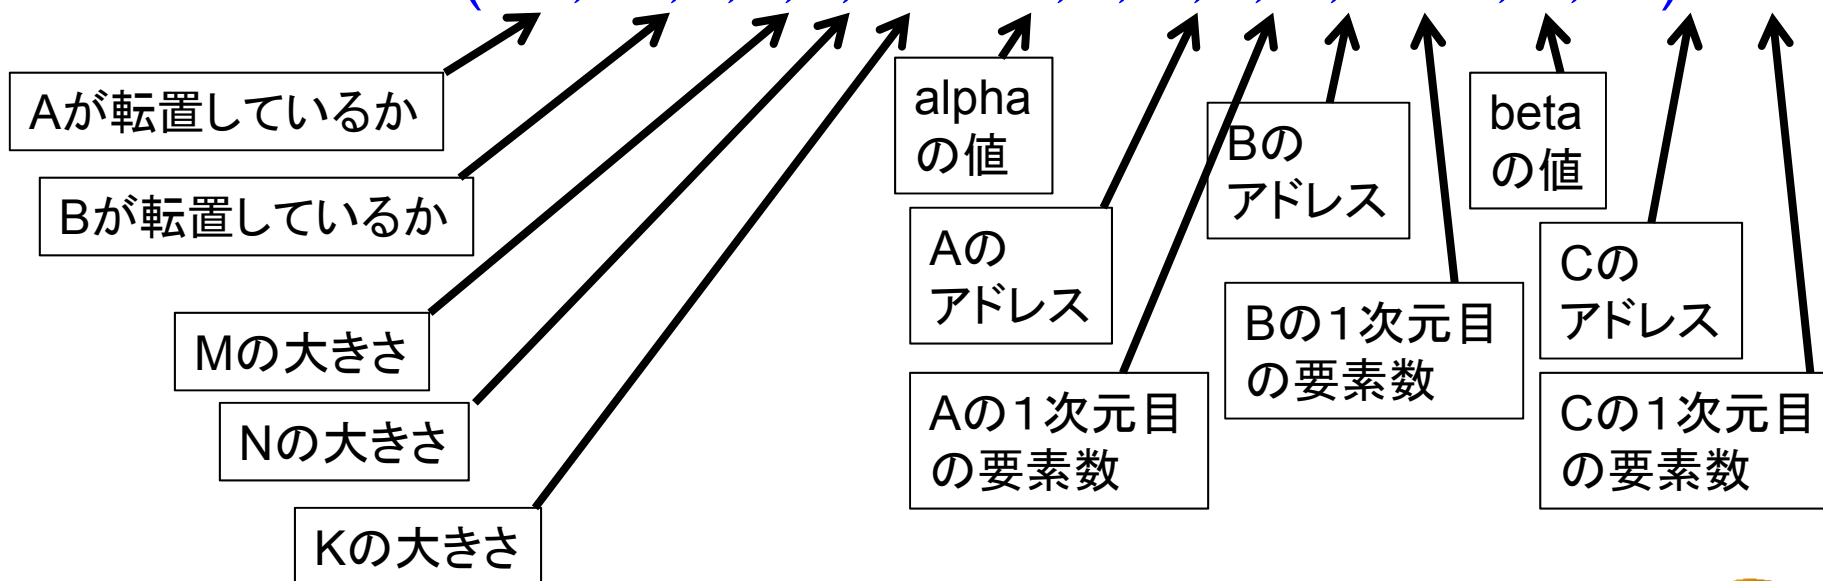 Aが転置しているか
Bが転置しているか
Mの大きさ
Nの大きさ
Kの大きさ
alpha
の値
Aの
アドレス
Aの１次元目
の要素数
Bの
アドレス
Bの１次元目
の要素数
beta
の値
Cの
アドレス
Cの１次元目
の要素数